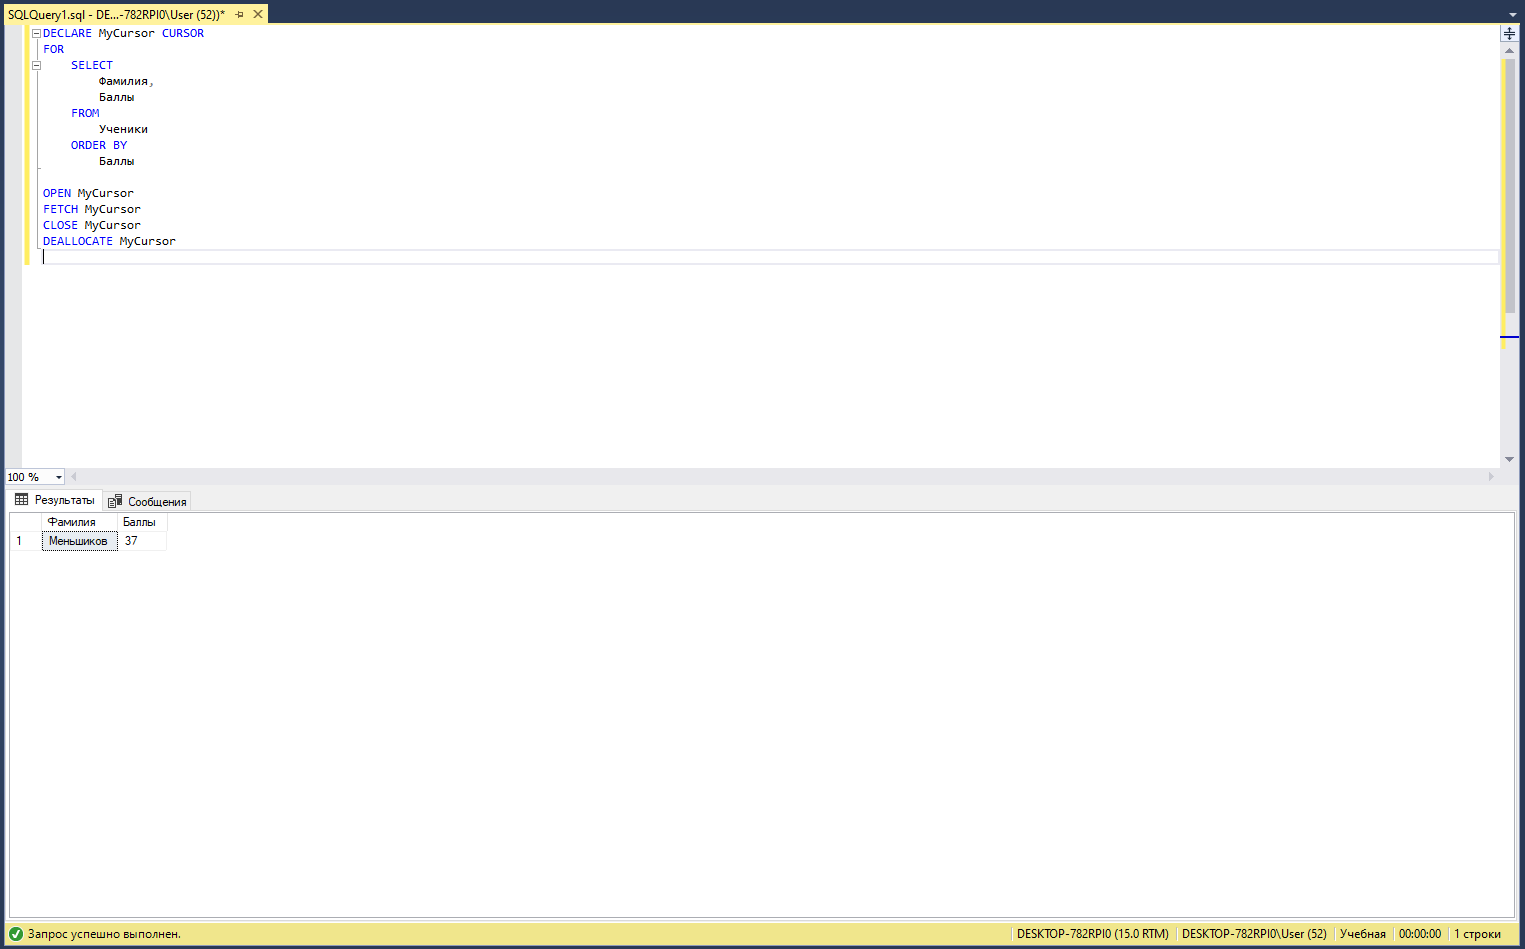 SQLQuery1.sql - DE...-782RPI0\User (52))*
DECLARE MyCursor CURSOR
FOR
SELECT
Фамилия,
Баллы
FROM
Ученики
ORDER BY
Баллы
OPEN MyCursor
FETCH MyCursor
CLOSE MyCursor
DEALLOCATE MyCursor
100 %
Результаты Сообщения
Фамилия Баллы
1 Меньшиков 37
Запрос успешно выполнен. DESKTOP-782RPI0 (15.0 RTM) DESKTOP-782RPI0\User (52) Учебная 00:00:00 1 строки